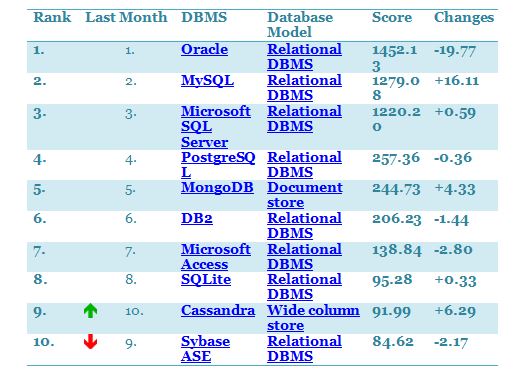 Rank Last Month DBMS Database Model Score Changes
1. 1. Oracle Relational DBMS 1452.13 -19.77
2. 2. MySQL Relational DBMS 1279.08 +16.11
3. 3. Microsoft SQL Server Relational DBMS 1220.20 +0.59
4. 4. PostgreSQL Relational DBMS 257.36 -0.36
5. 5. MongoDB Document store 244.73 +4.33
6. 6. DB2 Relational DBMS 206.23 -1.44
7. 7. Microsoft Access Relational DBMS 138.84 -2.80
8. 8. SQLite Relational DBMS 95.28 +0.33
9. 10. Cassandra Wide column store 91.99 +6.29
10. 9. Sybase ASE Relational DBMS 84.62 -2.17